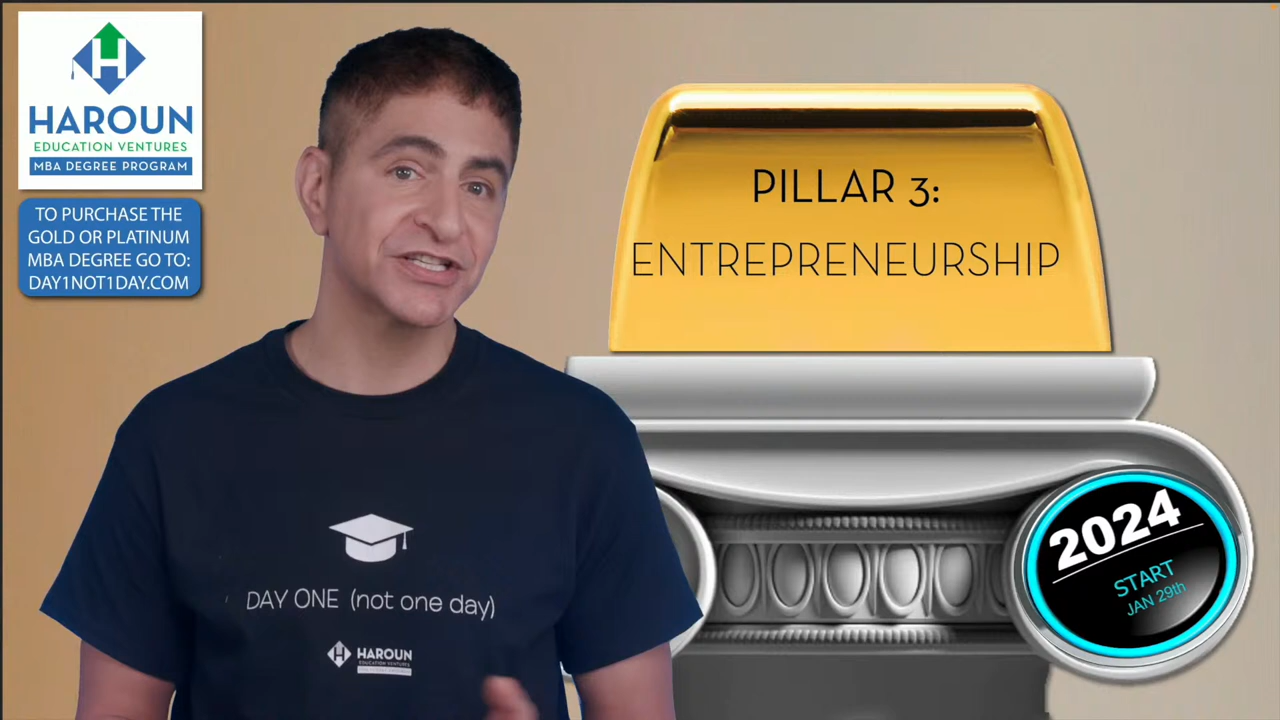 H
HAROUN
EDUCATION VENTURES
MBA DEGREE PROGRAM
TO PURCHASE THE
GOLD OR PLATINUM
MBA DEGREE GO TO:
DAY1NOT1DAY.COM
PILLAR 3:
ENTREPRENEURSHIP
2024
START
JAN 29th
DAY ONE (not one day)
H HAROUN
EDUCATION VENTURES